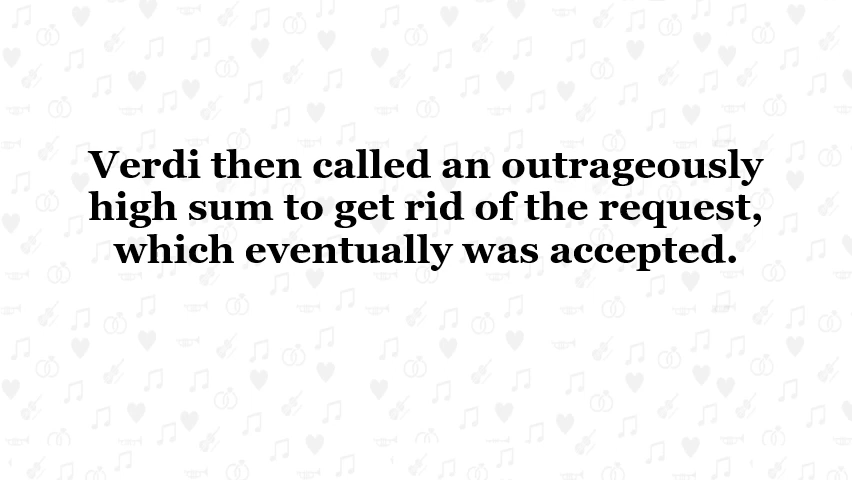 Verdi then called an outrageously
high sum to get rid of the request,
which eventually was accepted.